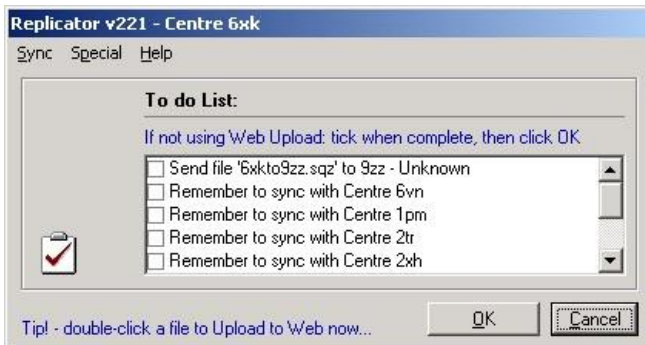 Replicator v221 - Centre 6xk
Sync Special Help
To do List:
If not using Web Upload: tick when complete, then click OK
Send file '6xkto9zz.sqz' to 9zz - Unknown
Remember to sync with Centre 6vn
Remember to sync with Centre 1pm
Remember to sync with Centre 2tr
Remember to sync with Centre 2xh
Tip! - double-click a file to Upload to Web now...
OK Cancel